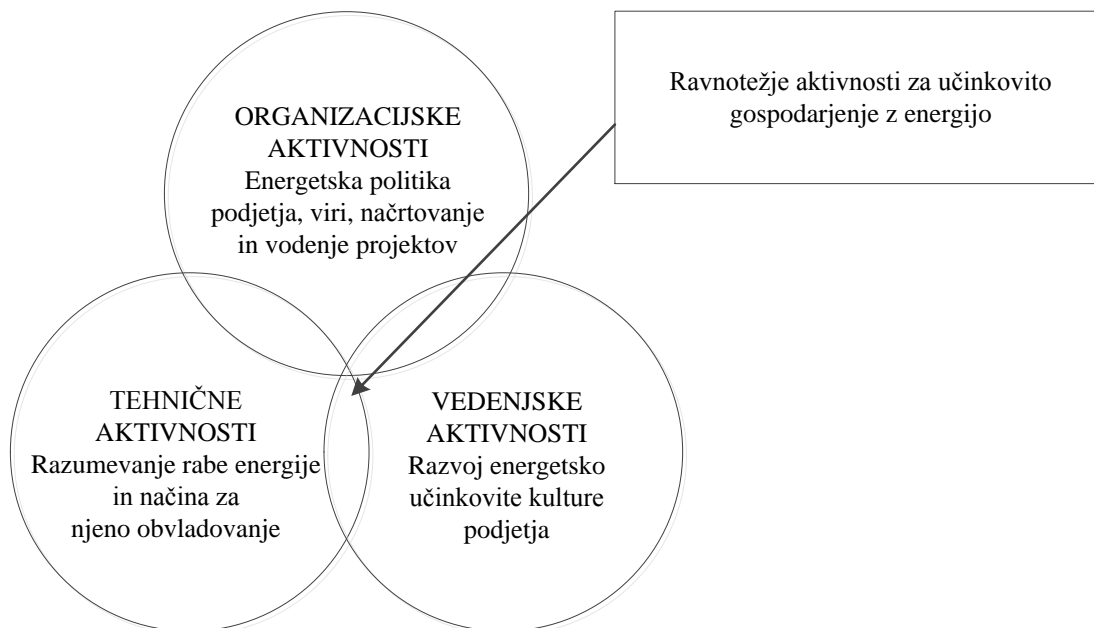 ORGANIZACIJSKE
AKTIVNOSTI
Energetska politika
podjetja, viri, načrtovanje
in vodenje projektov
Ravnotežje aktivnosti za učinkovito
gospodarjenje z energijo
TEHNIČNE
AKTIVNOSTI
Razumevanje rabe energije
in načina za
njeno obvladovanje
VEDENJSKE
AKTIVNOSTI
Razvoj energetsko
učinkovite kulture
podjetja